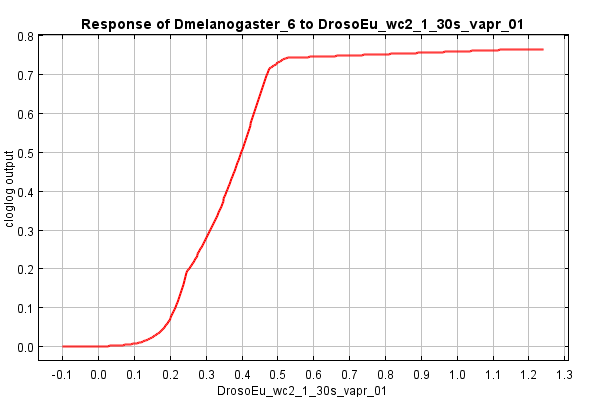 Response of Dmelanogaster_6 to DrosoEu_wc2_1_30s_vapr_01
cloglog output
0.8
0.7
0.6
0.5
0.4
0.3
0.2
0.1
0.0
-0.1 0.0 0.1 0.2 0.3 0.4 0.5 0.6 0.7 0.8 0.9 1.0 1.1 1.2 1.3
DrosoEu_wc2_1_30s_vapr_01